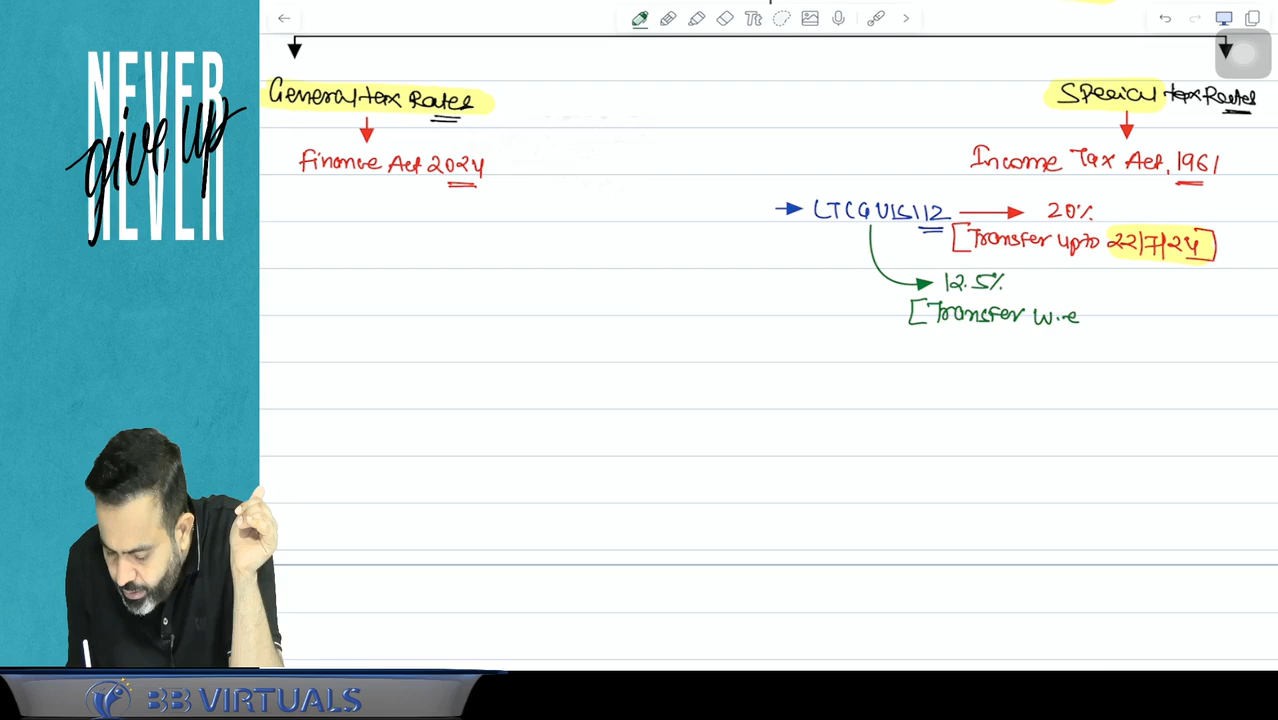 NEVER
give up
NEVER
General tax Rates
Special tax Rates
Finance Act 2024
Income Tax Act, 1961
LTCG U/S 112 → 20%
[Transfer upto 22/7/24]
12.5%
[Transfer w.e
BB VIRTUALS